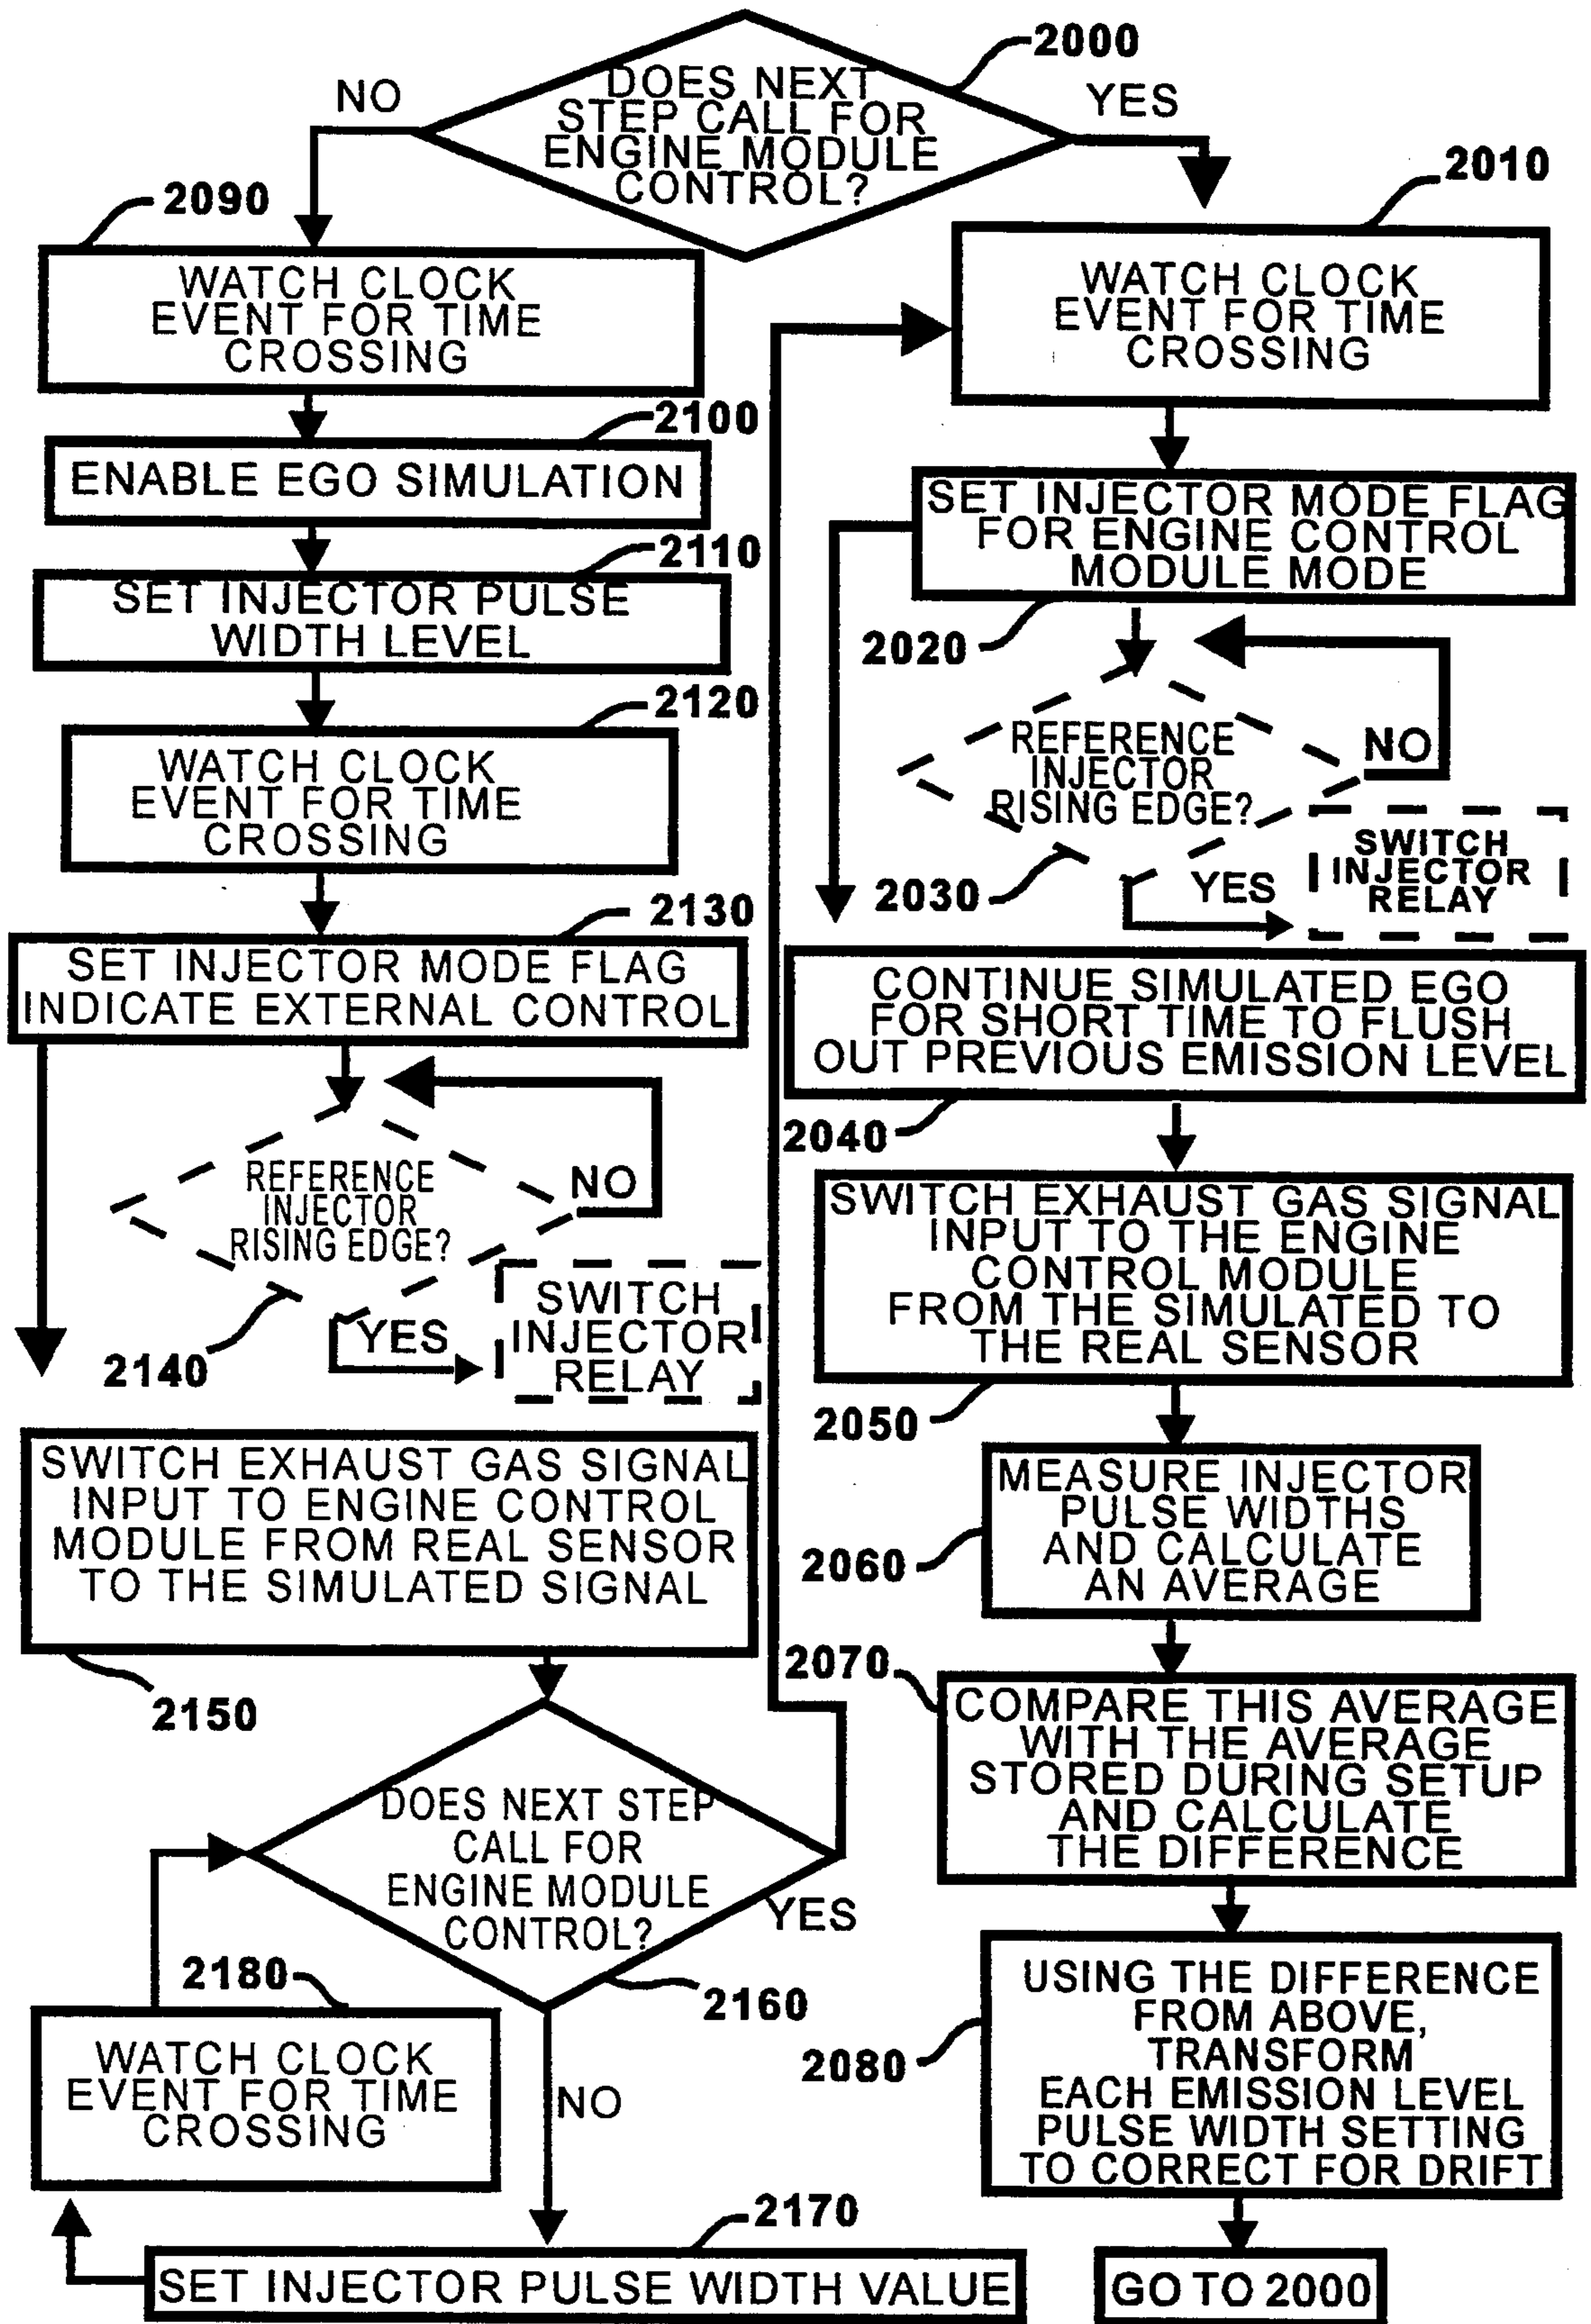 2000
NO
YES
DOES NEXT
STEP CALL FOR
ENGINE MODULE
CONTROL?
2090
WATCH CLOCK
EVENT FOR TIME
CROSSING
2100
ENABLE EGO SIMULATION
2110
SET INJECTOR PULSE
WIDTH LEVEL
2120
WATCH CLOCK
EVENT FOR TIME
CROSSING
2130
SET INJECTOR MODE FLAG
INDICATE EXTERNAL CONTROL
REFERENCE
INJECTOR
RISING EDGE?
NO
2140
YES
SWITCH
INJECTOR
RELAY
SWITCH EXHAUST GAS SIGNAL
INPUT TO ENGINE CONTROL
MODULE FROM REAL SENSOR
TO THE SIMULATED SIGNAL
2150
DOES NEXT STEP
CALL FOR
ENGINE MODULE
CONTROL?
YES
2160
NO
2180
WATCH CLOCK
EVENT FOR TIME
CROSSING
2170
SET INJECTOR PULSE WIDTH VALUE
2010
WATCH CLOCK
EVENT FOR TIME
CROSSING
SET INJECTOR MODE FLAG
FOR ENGINE CONTROL
MODULE MODE
2020
REFERENCE
INJECTOR
RISING EDGE?
NO
2030
YES
SWITCH
INJECTOR
RELAY
CONTINUE SIMULATED EGO
FOR SHORT TIME TO FLUSH
OUT PREVIOUS EMISSION LEVEL
2040
SWITCH EXHAUST GAS SIGNAL
INPUT TO THE ENGINE
CONTROL MODULE
FROM THE SIMULATED TO
THE REAL SENSOR
2050
MEASURE INJECTOR
PULSE WIDTHS
AND CALCULATE
AN AVERAGE
2060
2070
COMPARE THIS AVERAGE
WITH THE AVERAGE
STORED DURING SETUP
AND CALCULATE
THE DIFFERENCE
USING THE DIFFERENCE
FROM ABOVE,
TRANSFORM
EACH EMISSION LEVEL
PULSE WIDTH SETTING
TO CORRECT FOR DRIFT
2080
GO TO 2000